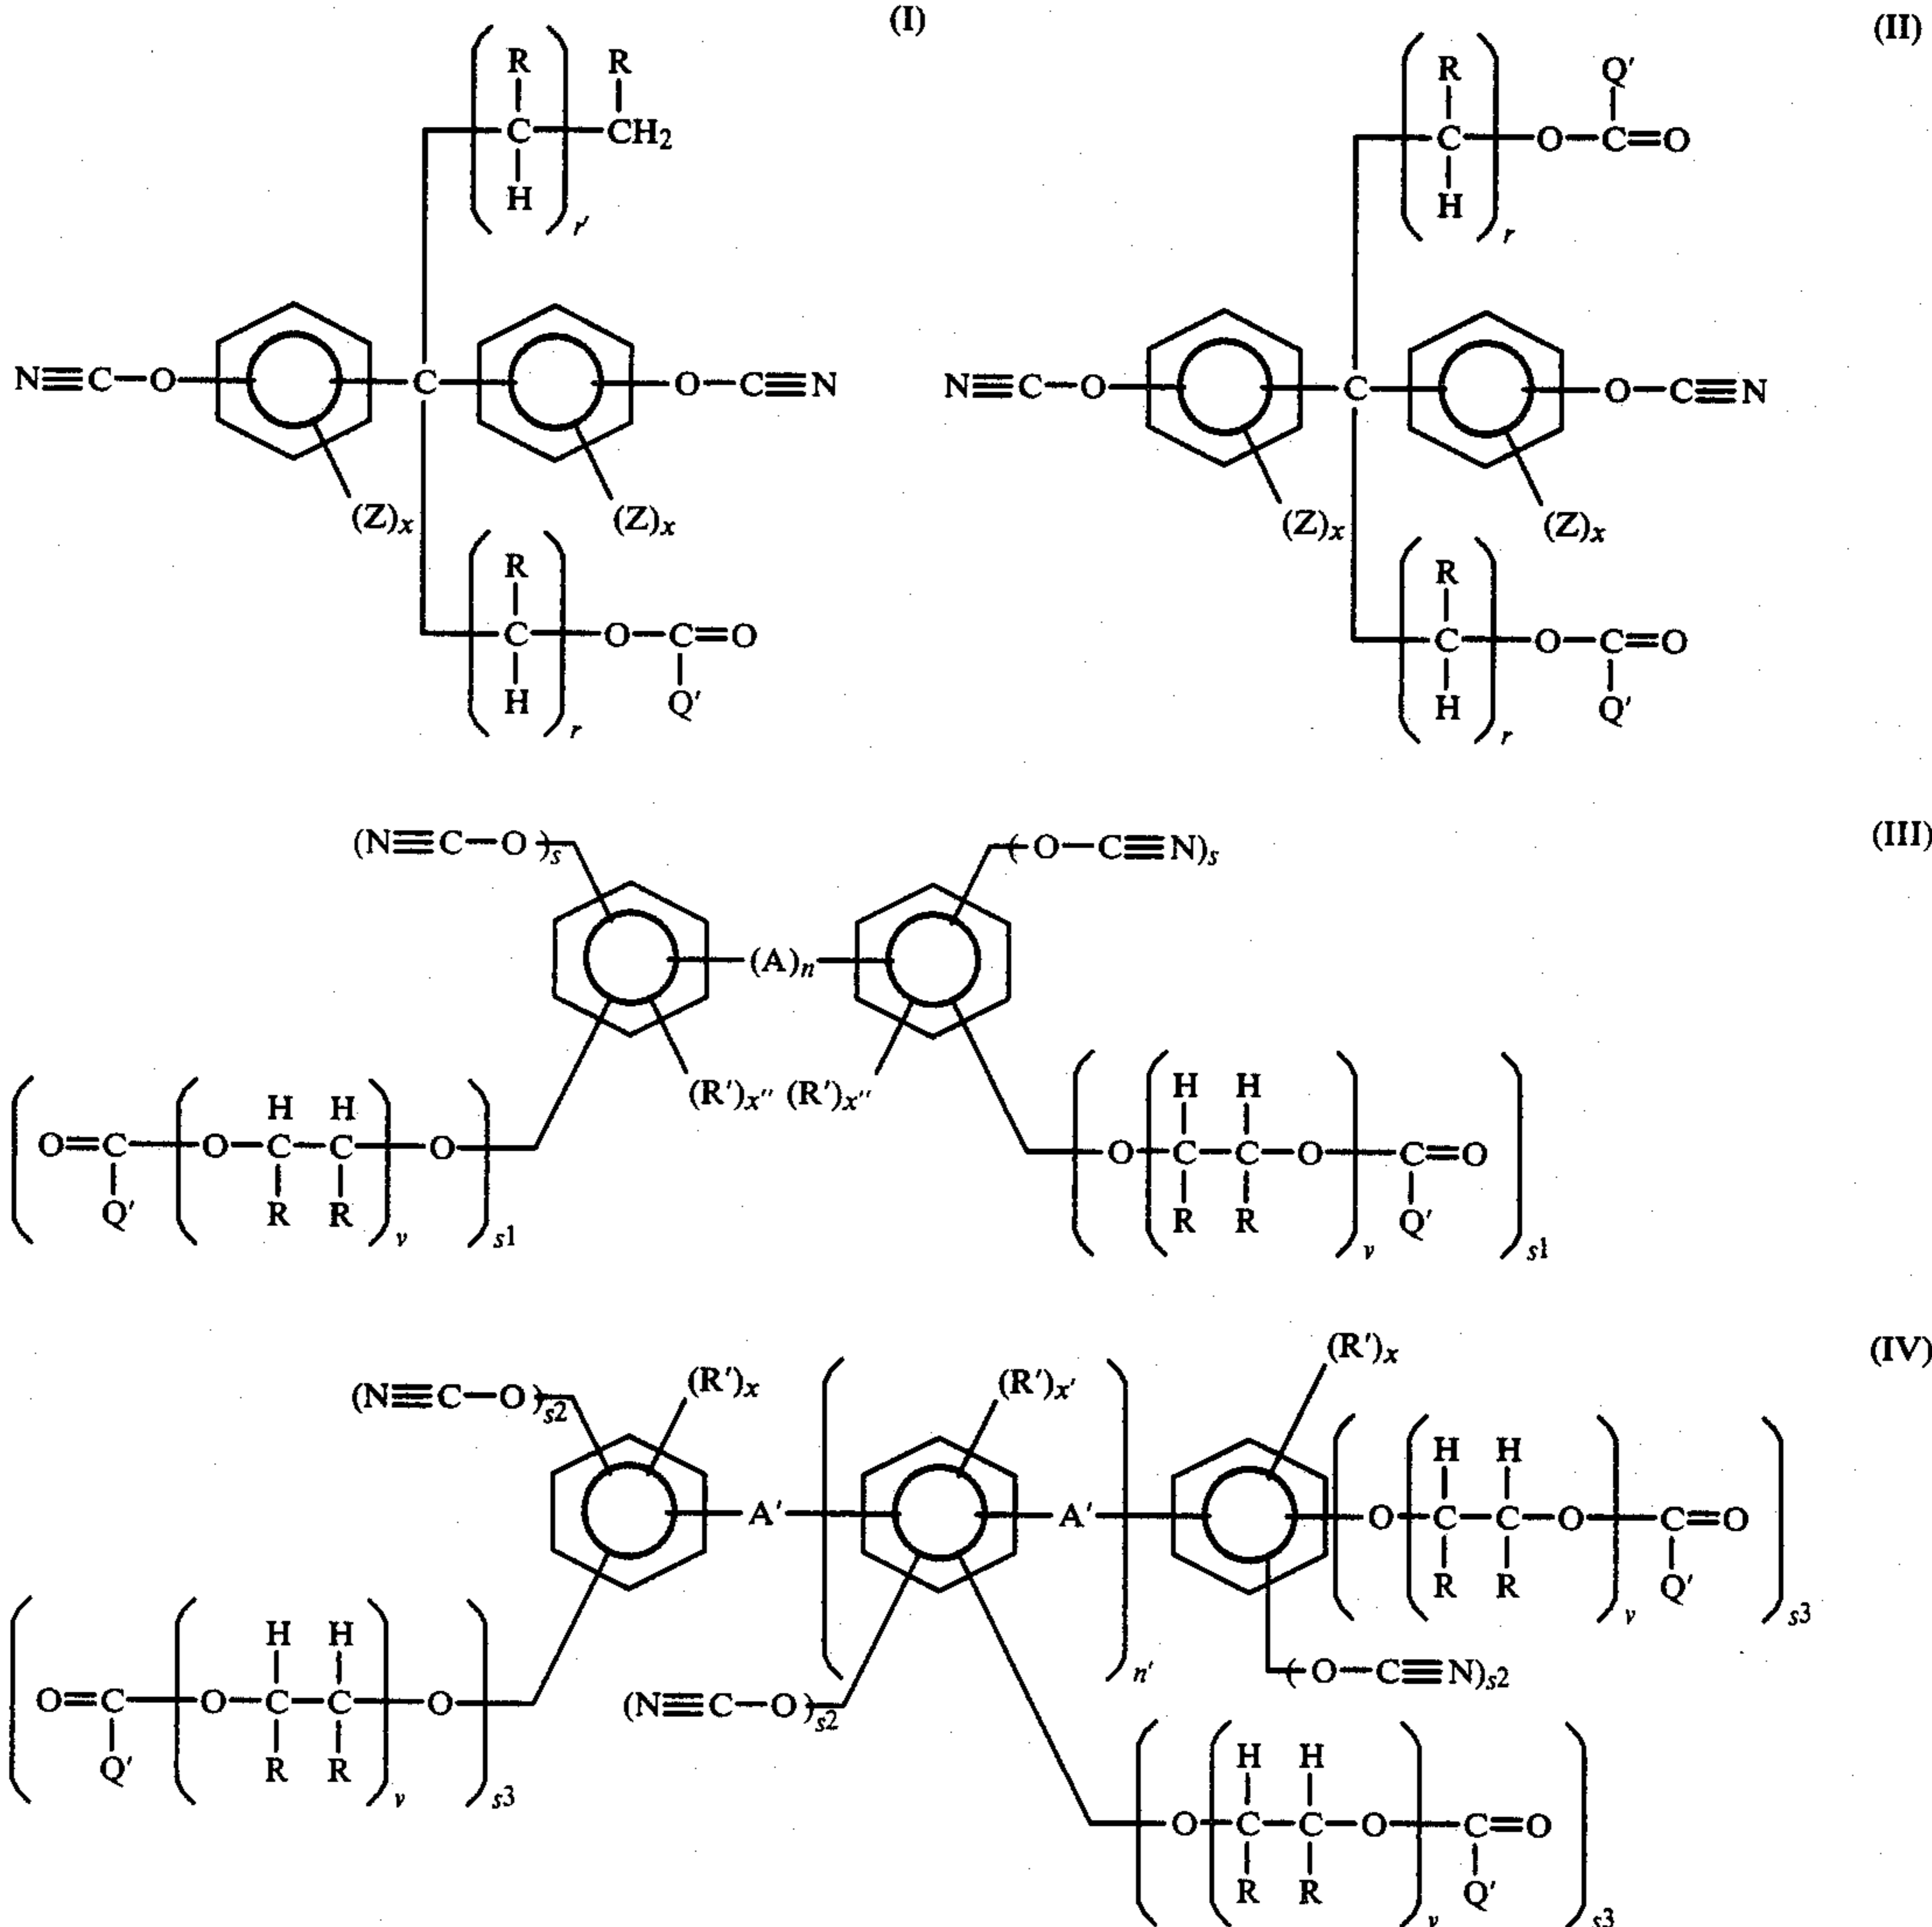 (I) (II)
R R R Q'
C CH₂ C O C=O
H r' H r
N≡C—O C O—C≡N N≡C—O C O—C≡N
(Z)x (Z)x (Z)x (Z)x
R R
C O C=O C O C=O
H r Q' H r Q'
(N≡C—O)s (O—C≡N)s (III)
(A)n
(R')x'' (R')x''
H H H H
O=C O—C—C O O C—C—O C=O
Q' R R v s1 R R v Q' s1
(R')x (IV)
(N≡C—O)s2 (R')x (R')x'
H H
A' A' O C—C—O C=O
R R v Q' s3
H H n' (O—C≡N)s2
O=C O—C—C O (N≡C—O)s2
Q' R R v s3
H H
O C—C—O C=O
R R v Q' s3